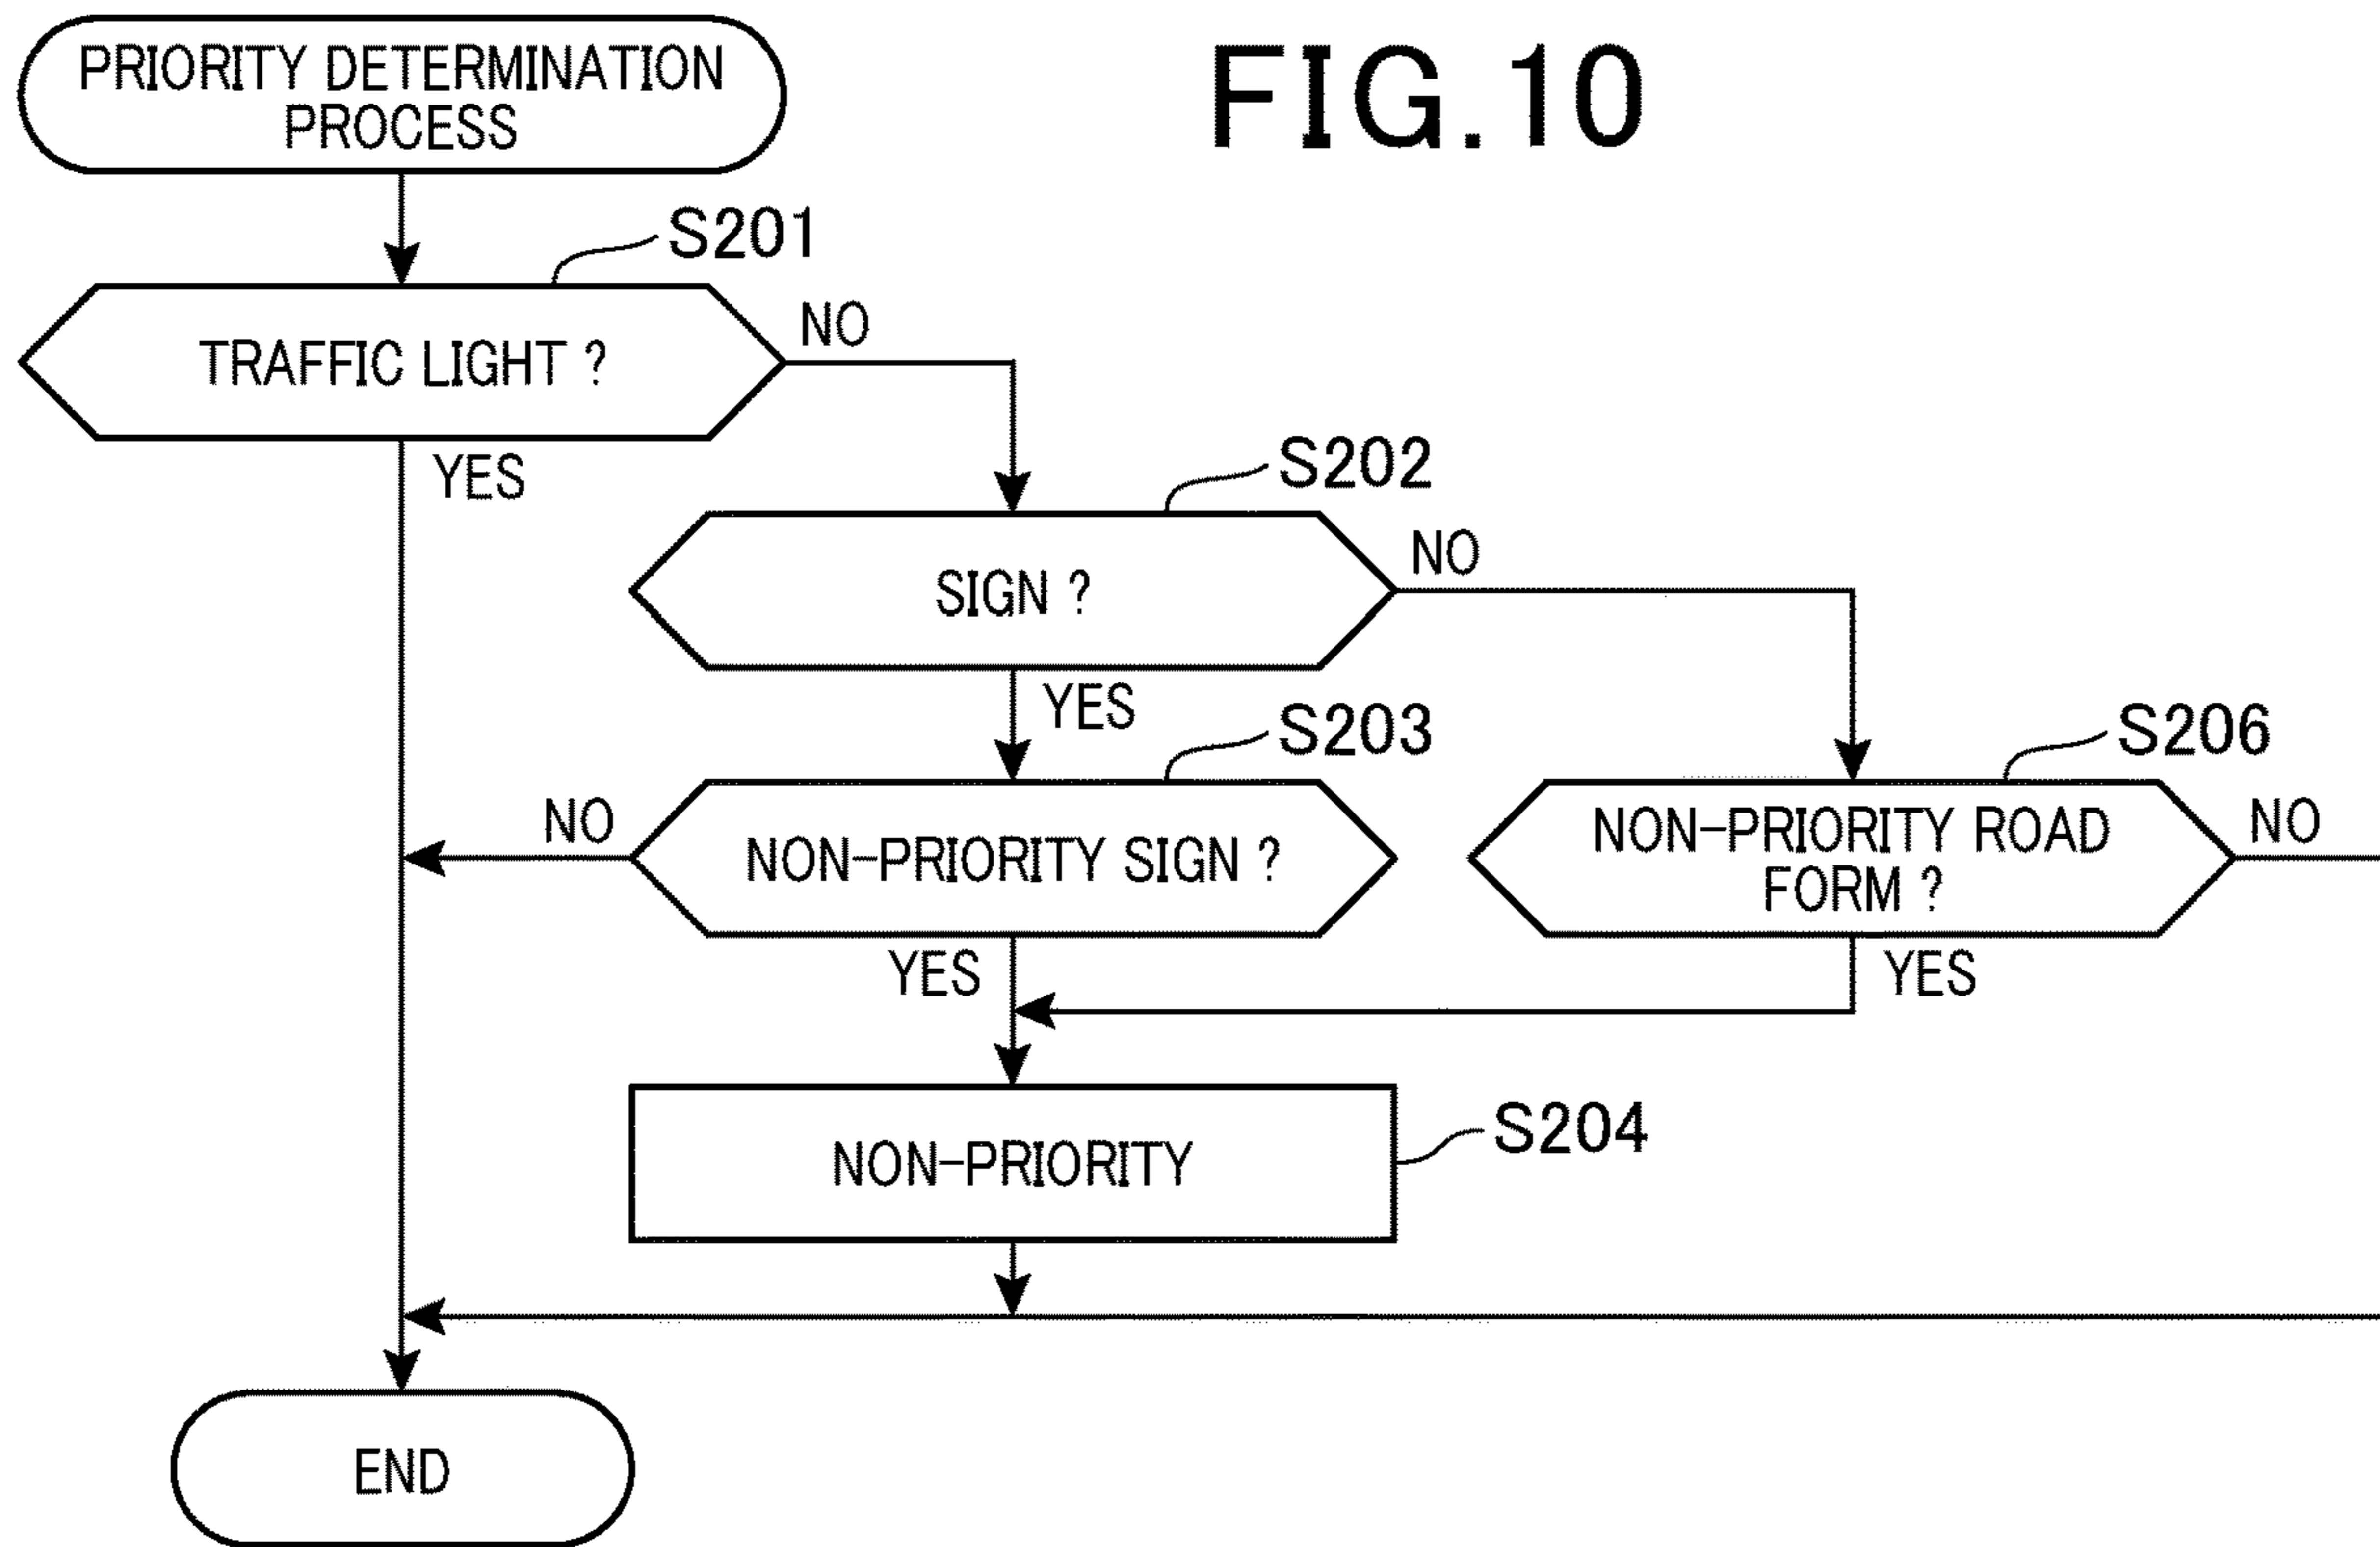 FIG.10
PRIORITY DETERMINATION
PROCESS
S201
TRAFFIC LIGHT ?
NO
YES
S202
SIGN ?
NO
YES
S203
NON-PRIORITY SIGN ?
NO
YES
S206
NON-PRIORITY ROAD
FORM ?
NO
YES
NON-PRIORITY
S204
END